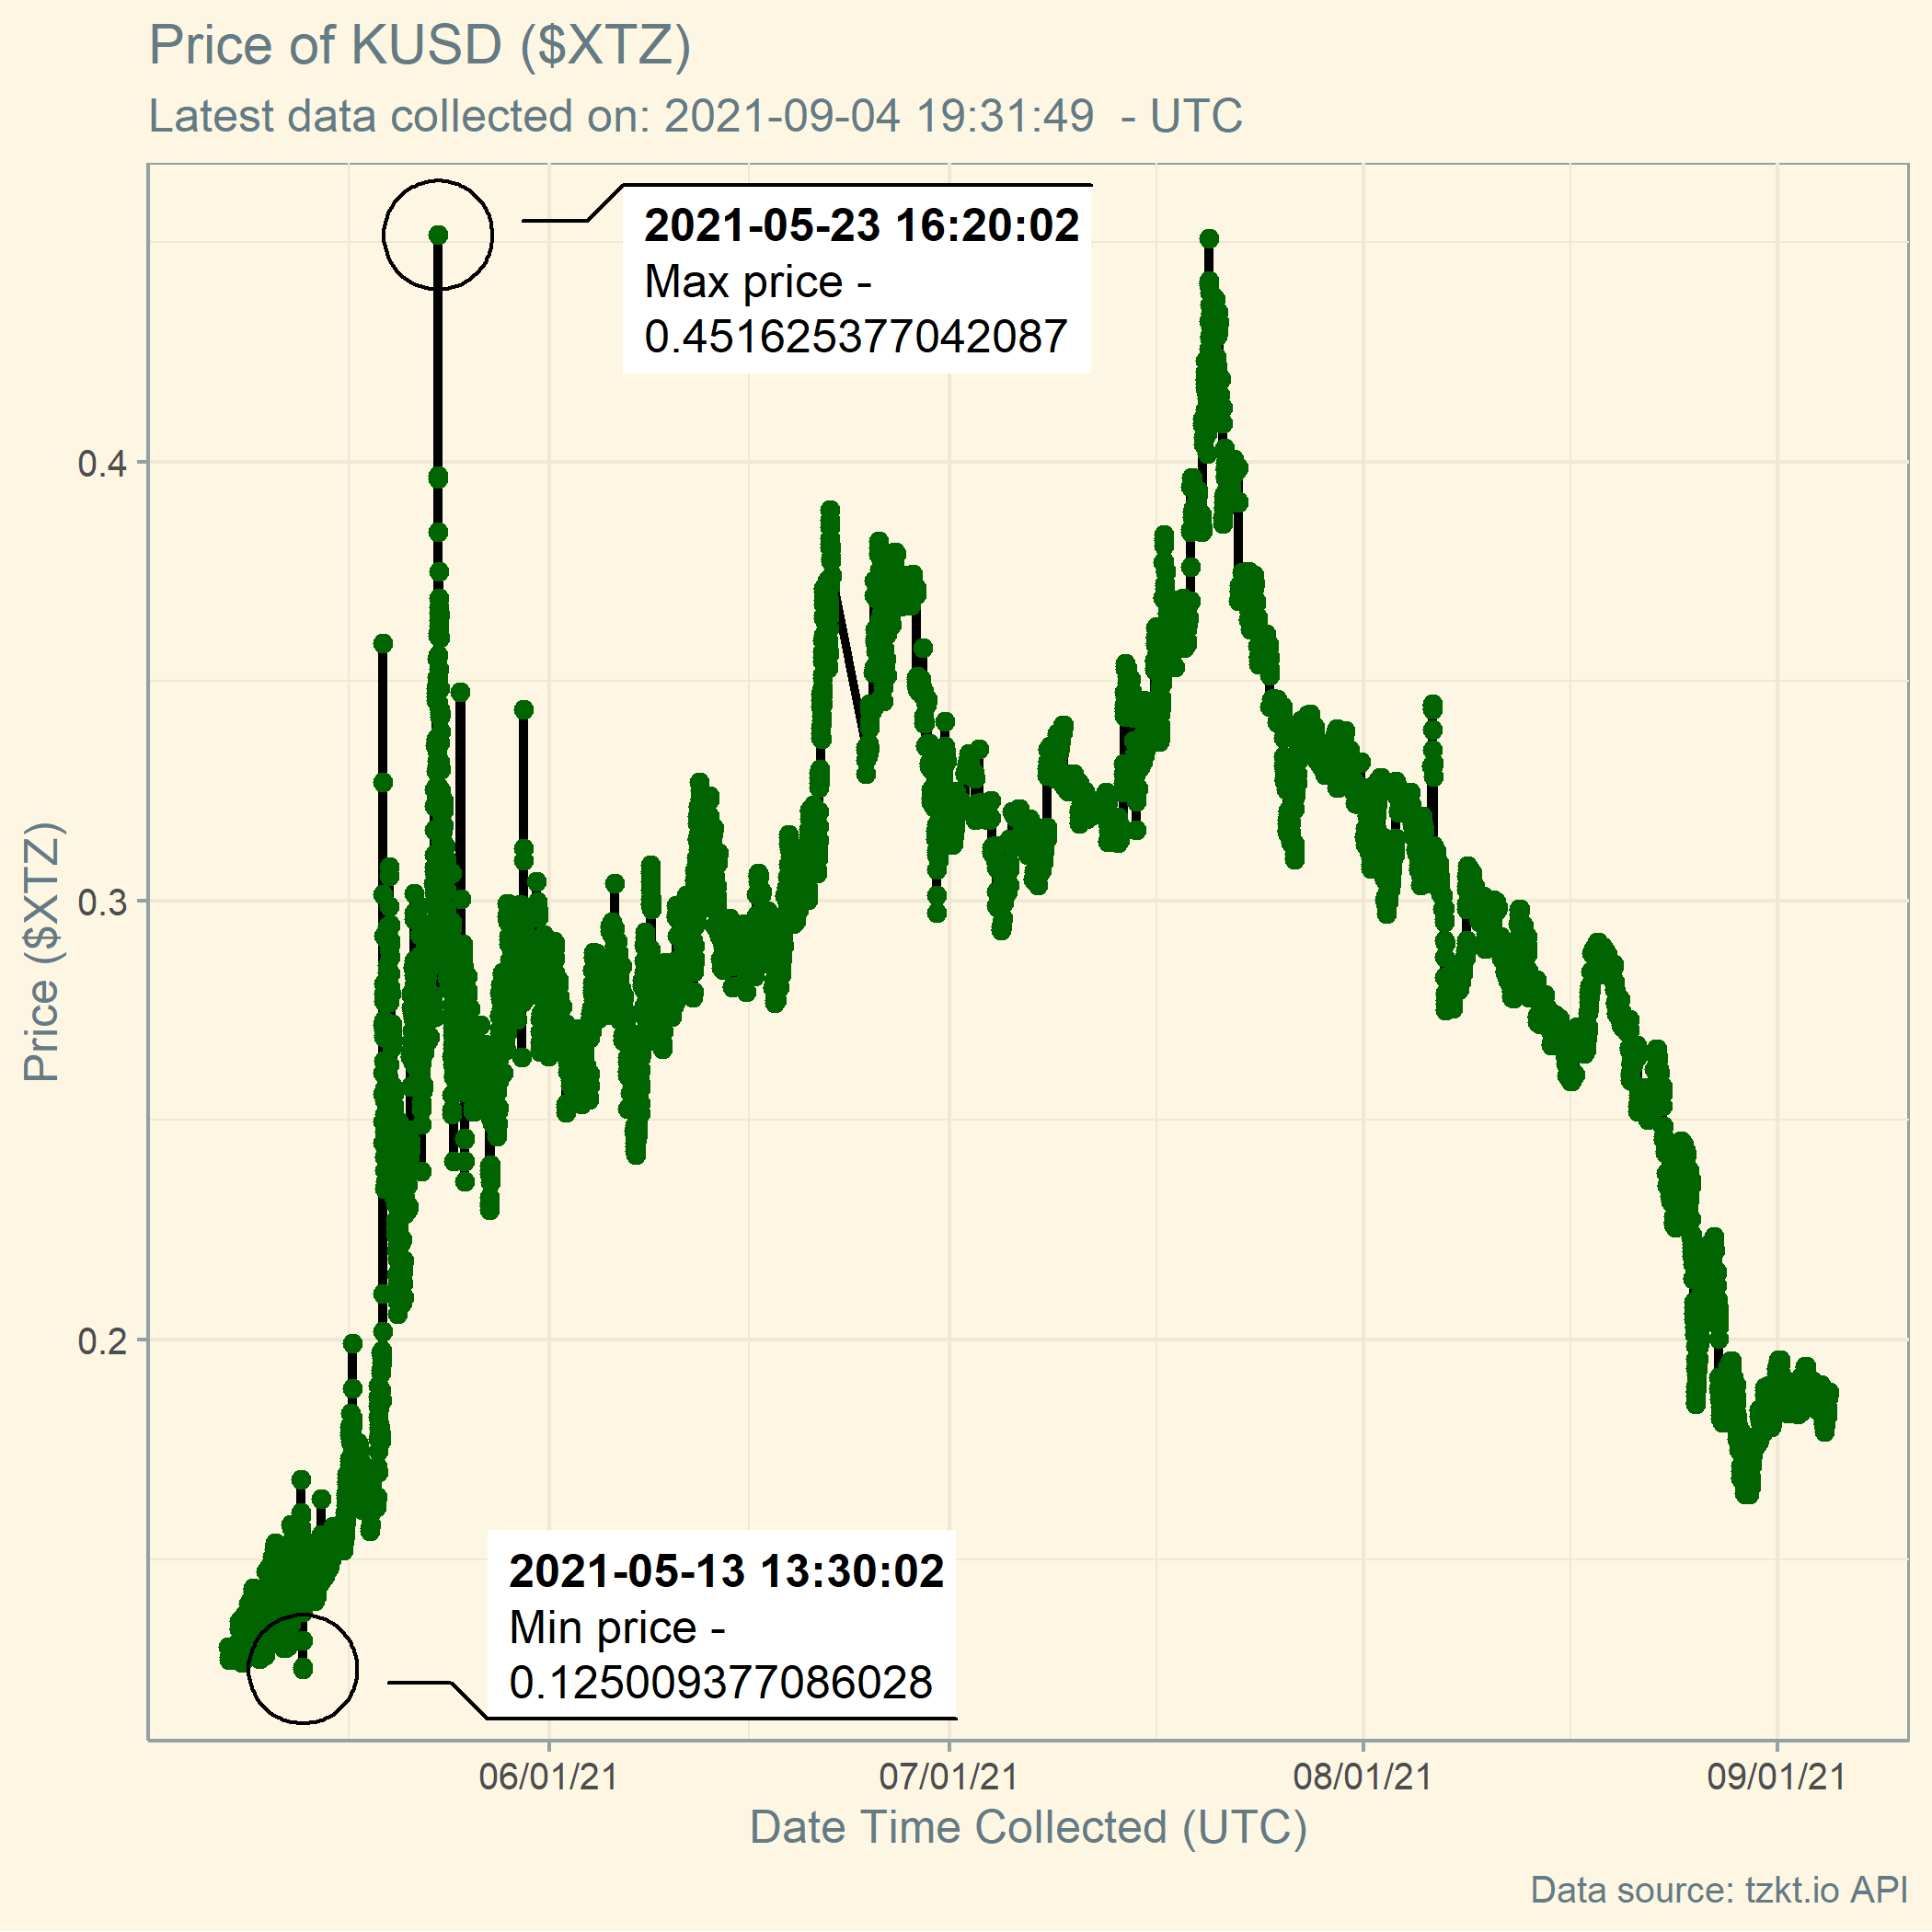 Price of KUSD ($XTZ)
Latest data collected on: 2021-09-04 19:31:49  - UTC
2021-05-23 16:20:02
Max price -
0.451625377042087
0.4
0.3
0.2
Price ($XTZ)
2021-05-13 13:30:02
Min price -
0.125009377086028
06/01/21
07/01/21
08/01/21
09/01/21
Date Time Collected (UTC)
Data source: tzkt.io API